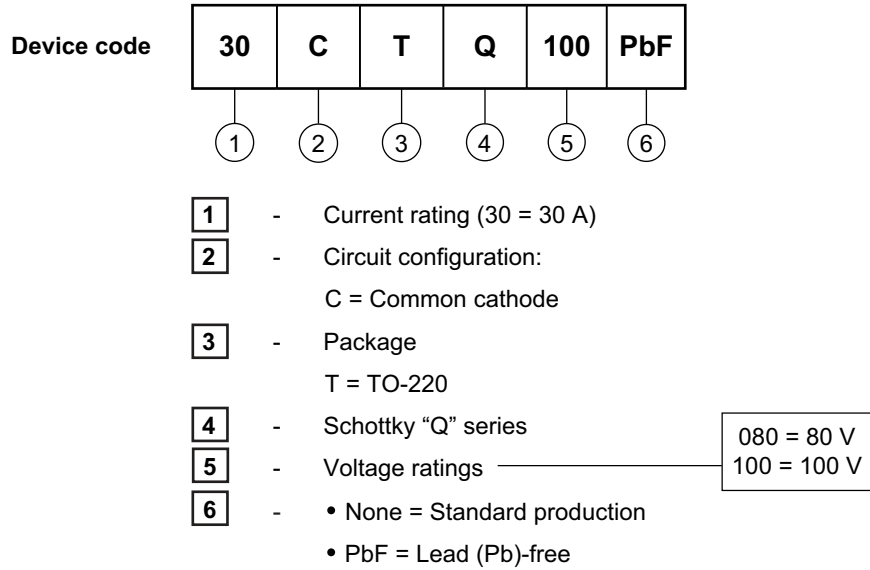 Device code 30 C T Q 100 PbF
1 2 3 4 5 6
1 - Current rating (30 = 30 A)
2 - Circuit configuration:
C = Common cathode
3 - Package
T = TO-220
4 - Schottky “Q” series
5 - Voltage ratings
080 = 80 V
100 = 100 V
6 - • None = Standard production
• PbF = Lead (Pb)-free